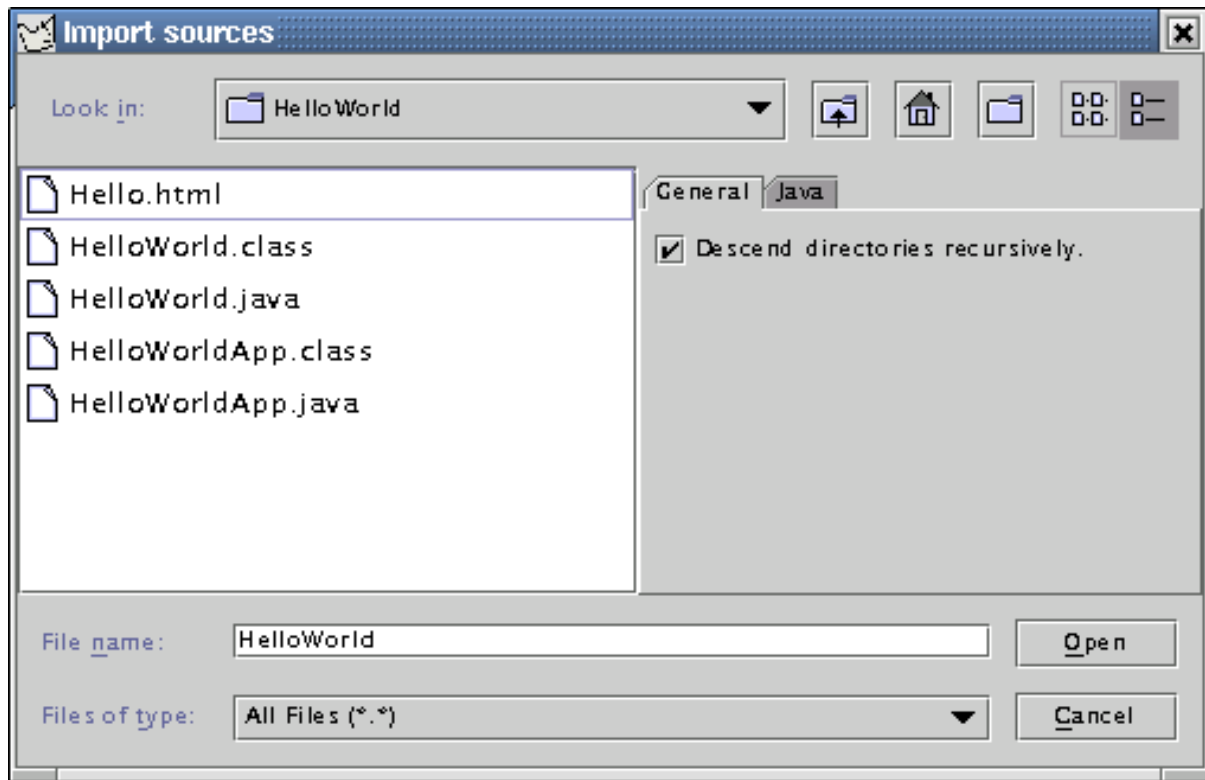 Import sources
Look in: HelloWorld
Hello.html
HelloWorld.class
HelloWorld.java
HelloWorldApp.class
HelloWorldApp.java
General Java
Descend directories recursively.
File name: HelloWorld Open
Files of type: All Files (*.*) Cancel